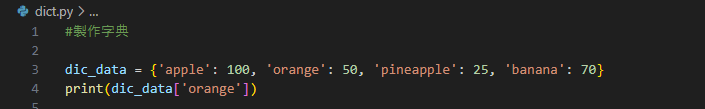 dict.py > ...
1 #製作字典
2
3 dic_data = {'apple': 100, 'orange': 50, 'pineapple': 25, 'banana': 70}
4 print(dic_data['orange'])
5